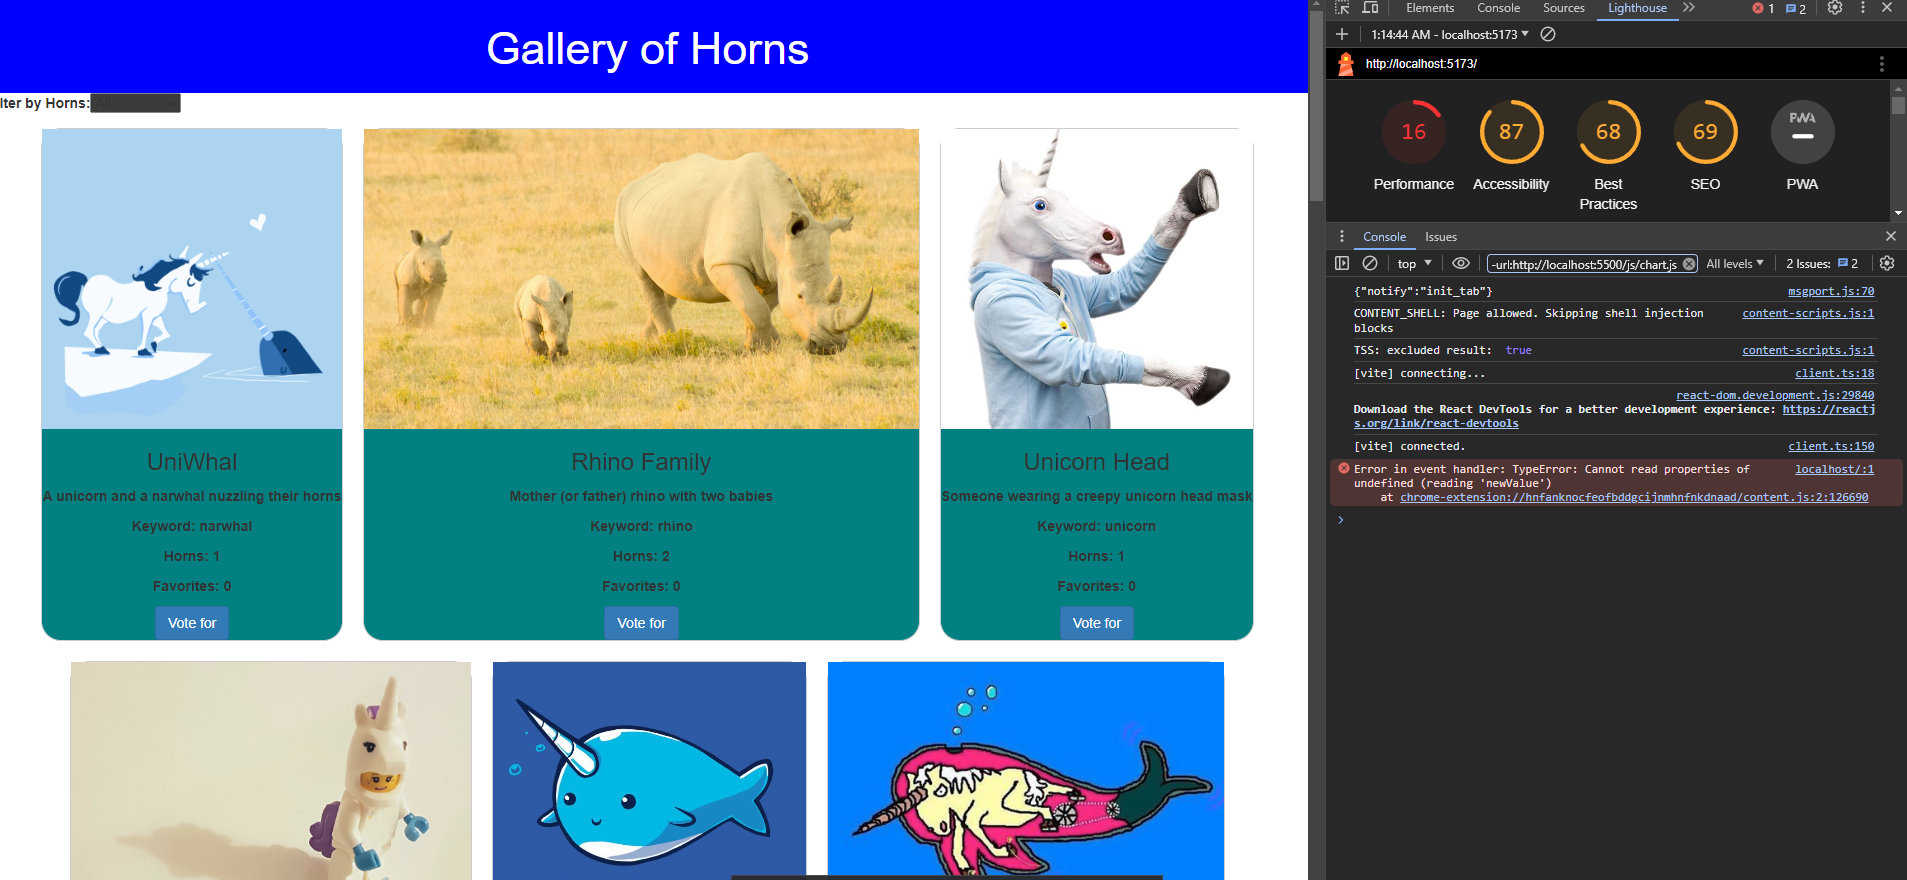 Gallery of Horns
lter by Horns:
UniWhal
A unicorn and a narwhal nuzzling their horns
Keyword: narwhal
Horns: 1
Favorites: 0
Vote for
Rhino Family
Mother (or father) rhino with two babies
Keyword: rhino
Horns: 2
Favorites: 0
Vote for
Unicorn Head
Someone wearing a creepy unicorn head mask
Keyword: unicorn
Horns: 1
Favorites: 0
Vote for
Elements Console Sources Lighthouse 1 2
1:14:44 AM - localhost:5173
http://localhost:5173/
16 87 68 69 PWA
Performance Accessibility Best Practices SEO PWA
Console Issues
top -url:http://localhost:5500/js/chart.js All levels 2 Issues: 2
{"notify":"init_tab"} msgport.js:70
CONTENT_SHELL: Page allowed. Skipping shell injection content-scripts.js:1
blocks
TSS: excluded result: true content-scripts.js:1
[vite] connecting... client.ts:18
react-dom.development.js:29840
Download the React DevTools for a better development experience: https://reactj
s.org/link/react-devtools
[vite] connected. client.ts:150
Error in event handler: TypeError: Cannot read properties of localhost/:1
undefined (reading 'newValue')
at chrome-extension://hnfanknocfeofbddgcijnmhnfnkdnaad/content.js:2:126690